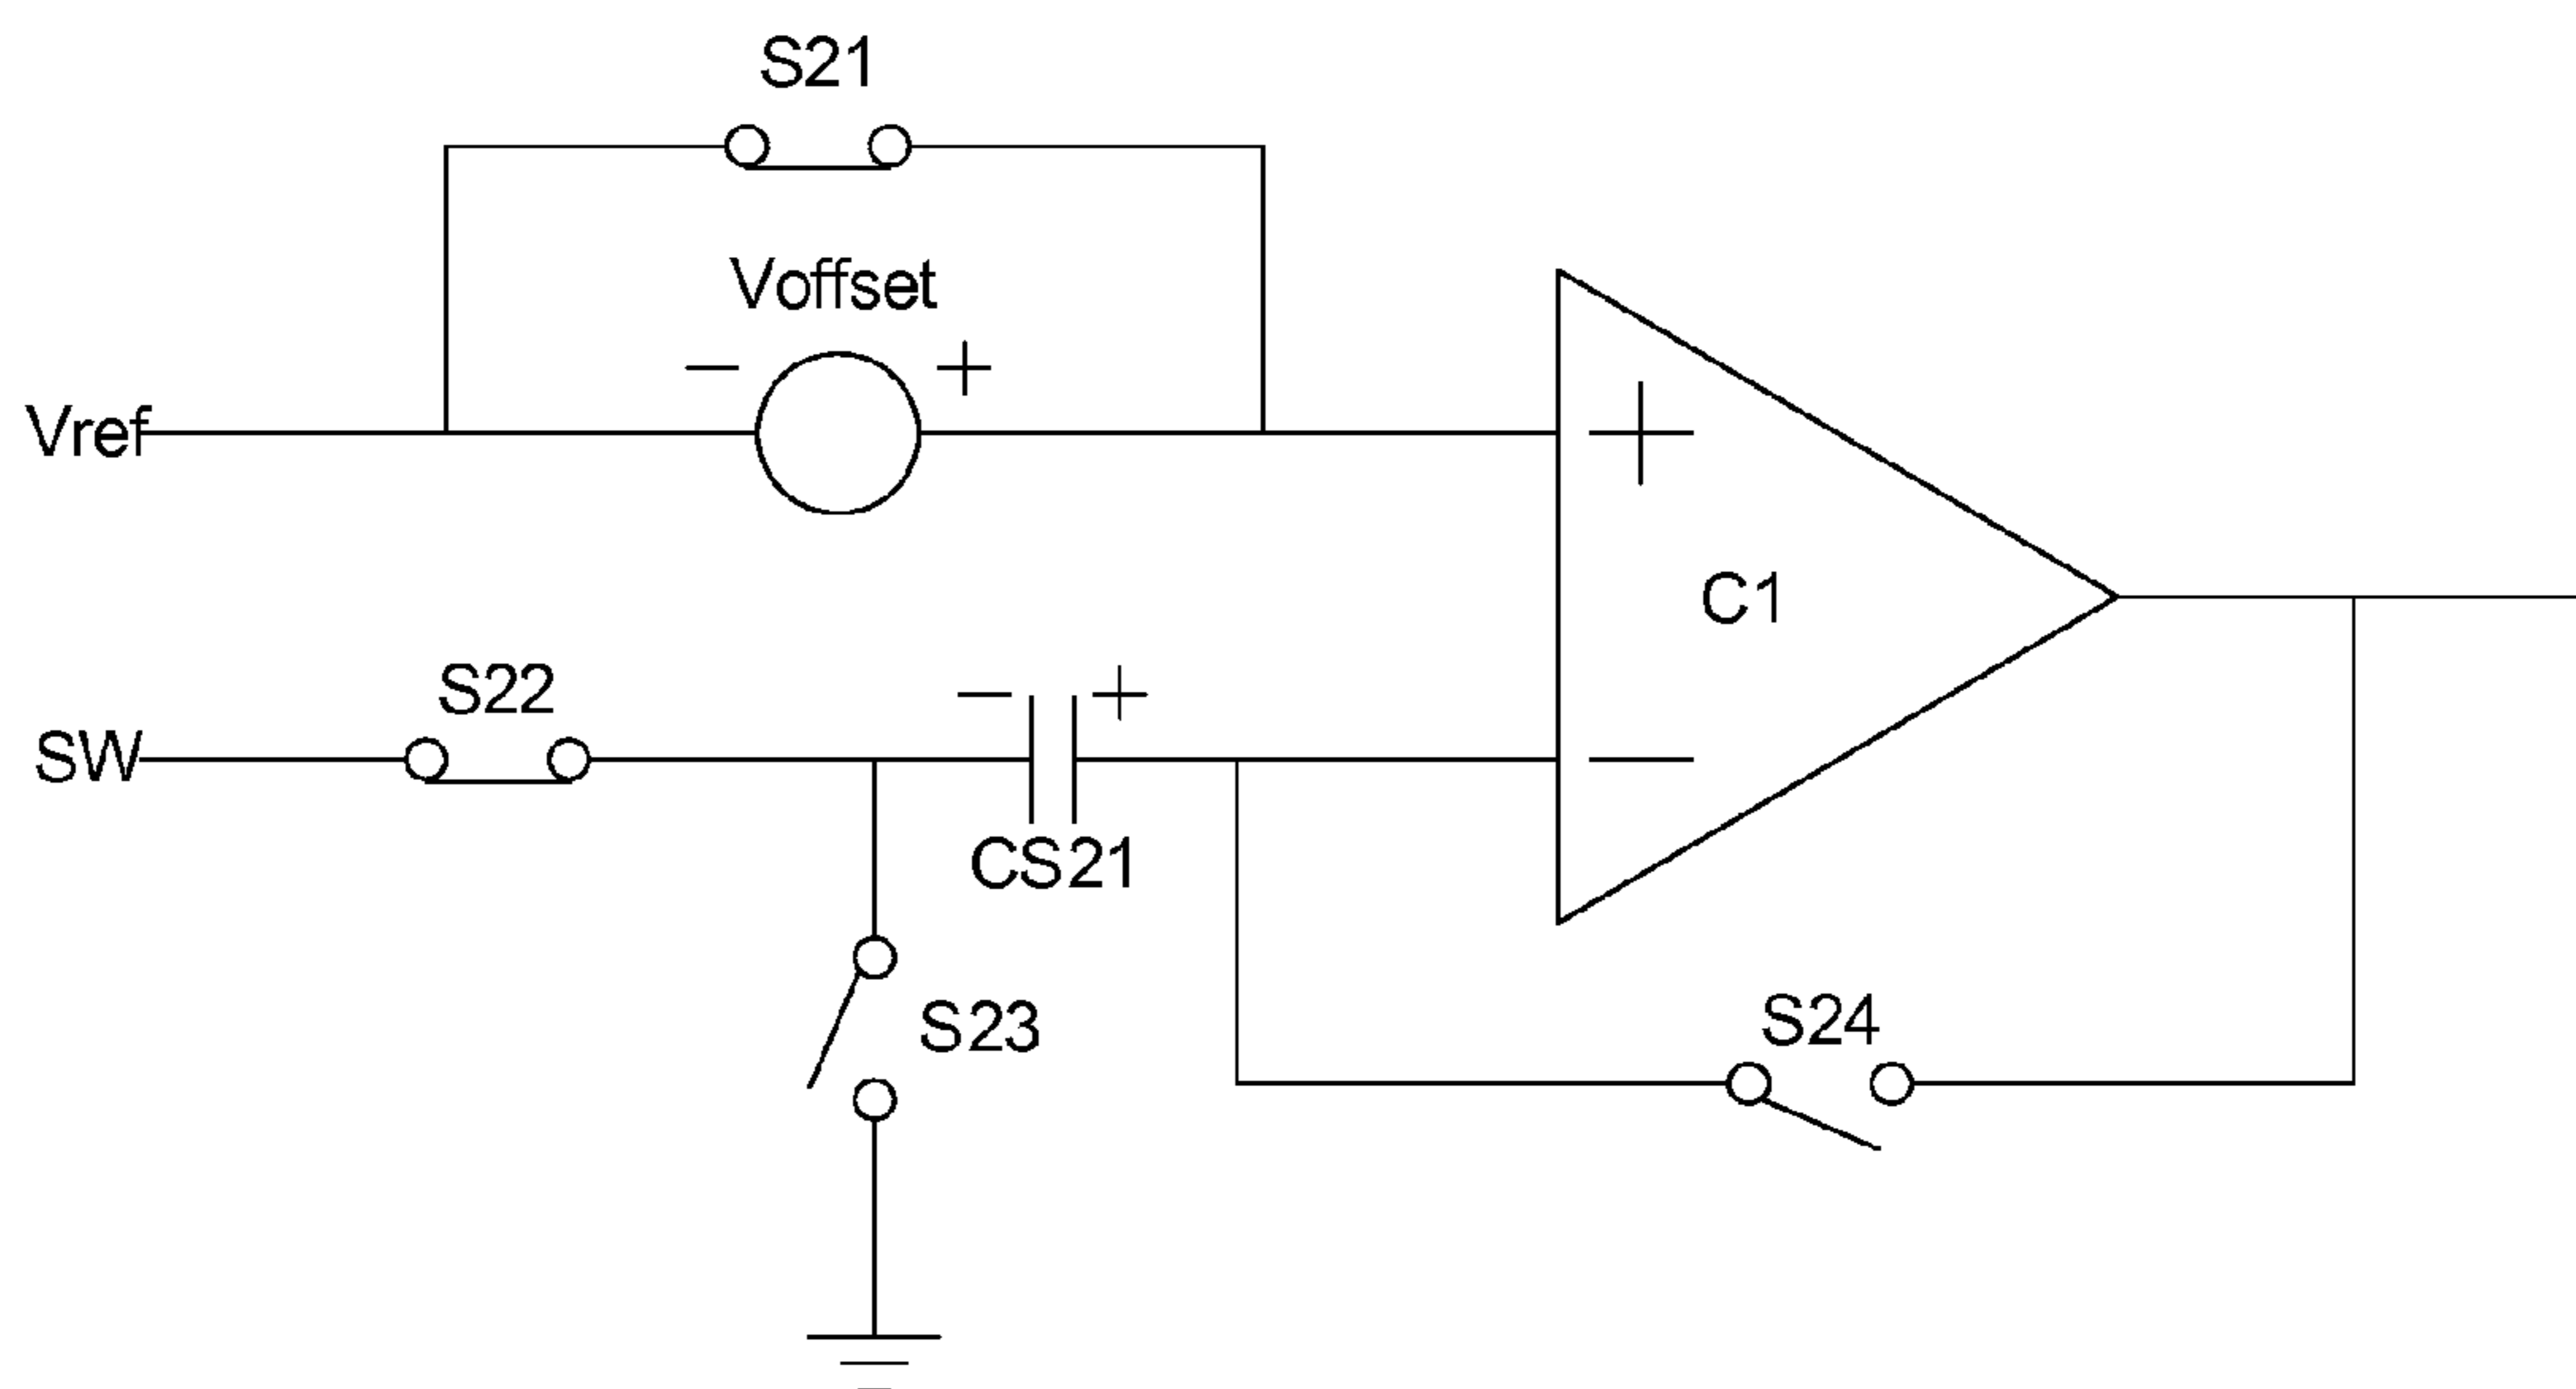 S21
Voffset
− +
Vref
+
C1
S22
− +
SW
−
CS21
S23
S24